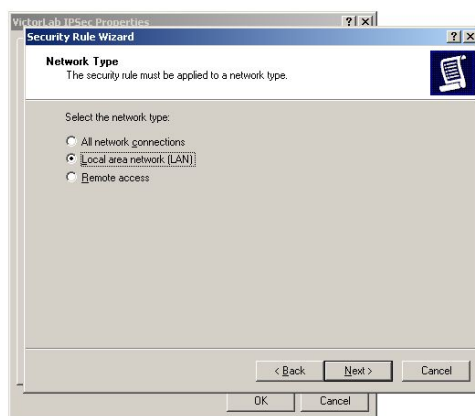 VictorLab IPSec Properties
Security Rule Wizard
Network Type
The security rule must be applied to a network type.
Select the network type:
All network connections
Local area network (LAN)
Remote access
< Back Next > Cancel
OK Cancel